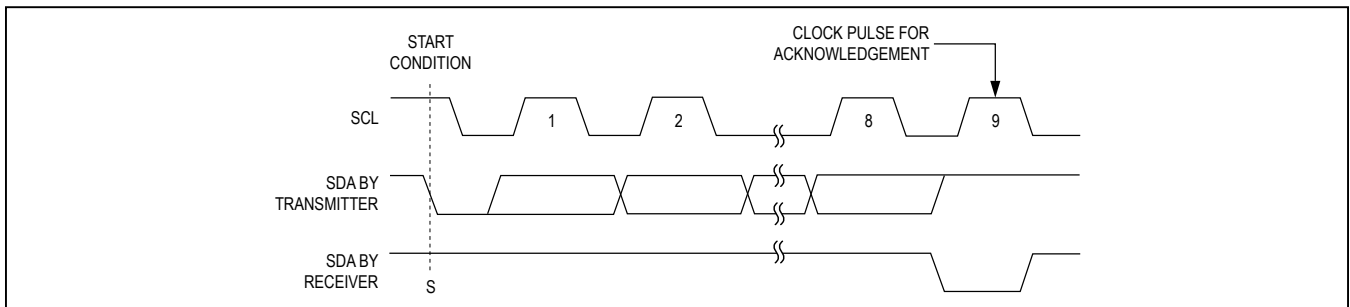 START
CONDITION
CLOCK PULSE FOR
ACKNOWLEDGEMENT
SCL
1
2
8
9
SDA BY
TRANSMITTER
SDA BY
RECEIVER
S